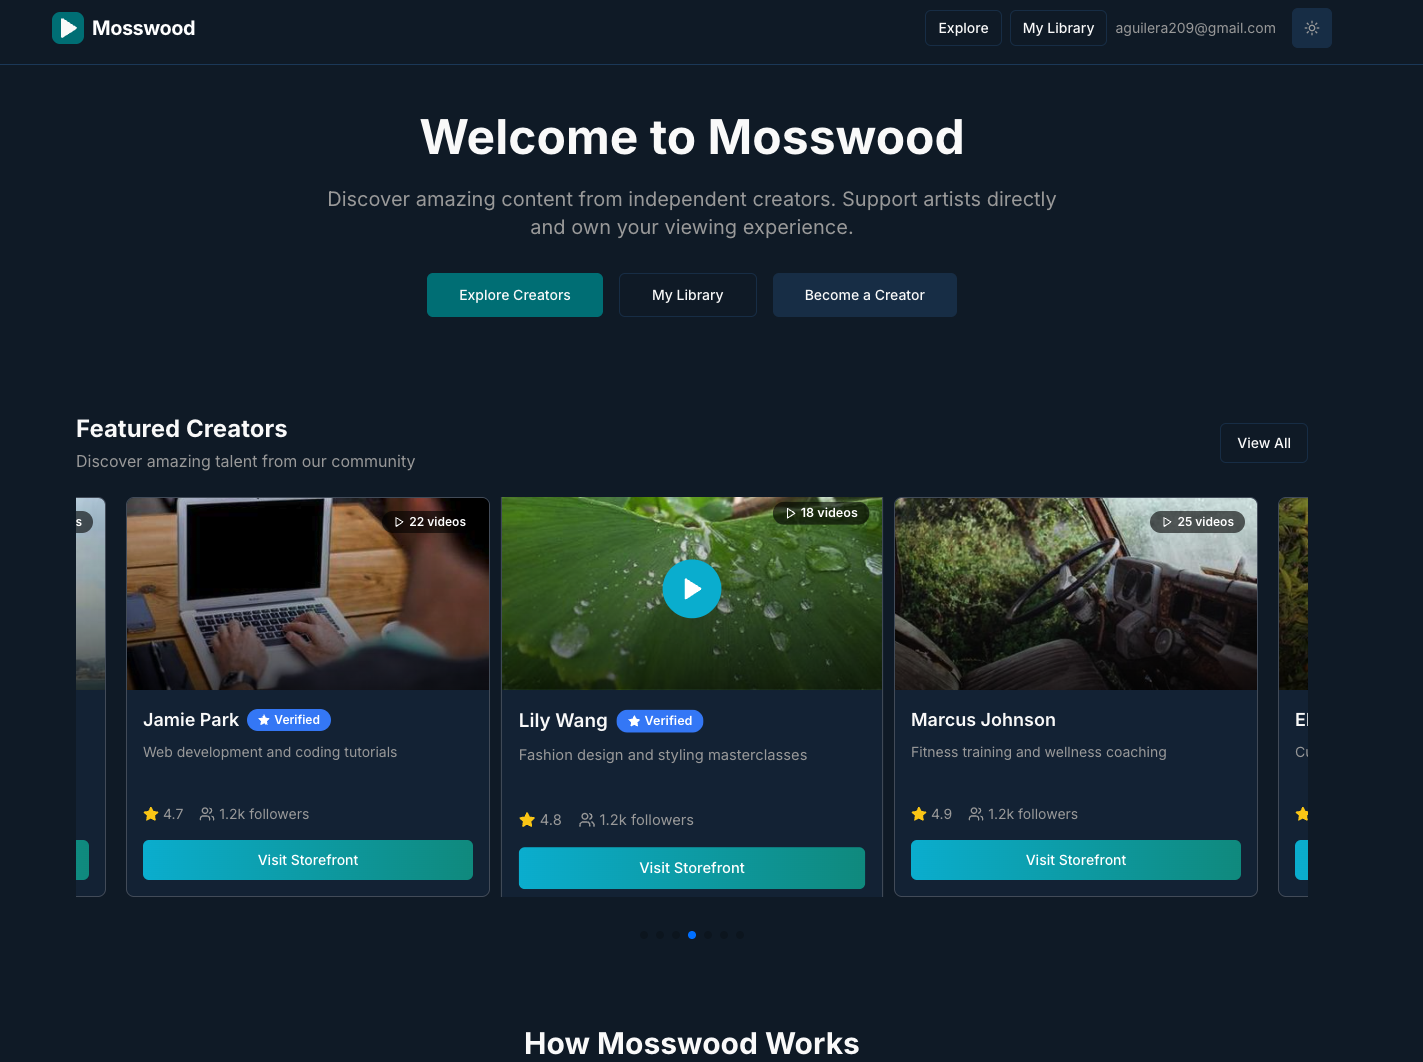 Mosswood
Explore
My Library
aguilera209@gmail.com
Welcome to Mosswood
Discover amazing content from independent creators. Support artists directly
and own your viewing experience.
Explore Creators
My Library
Become a Creator
Featured Creators
Discover amazing talent from our community
View All
s
22 videos
18 videos
25 videos
Jamie Park
Verified
Web development and coding tutorials
4.7
1.2k followers
Visit Storefront
Lily Wang
Verified
Fashion design and styling masterclasses
4.8
1.2k followers
Visit Storefront
Marcus Johnson
Fitness training and wellness coaching
4.9
1.2k followers
Visit Storefront
How Mosswood Works